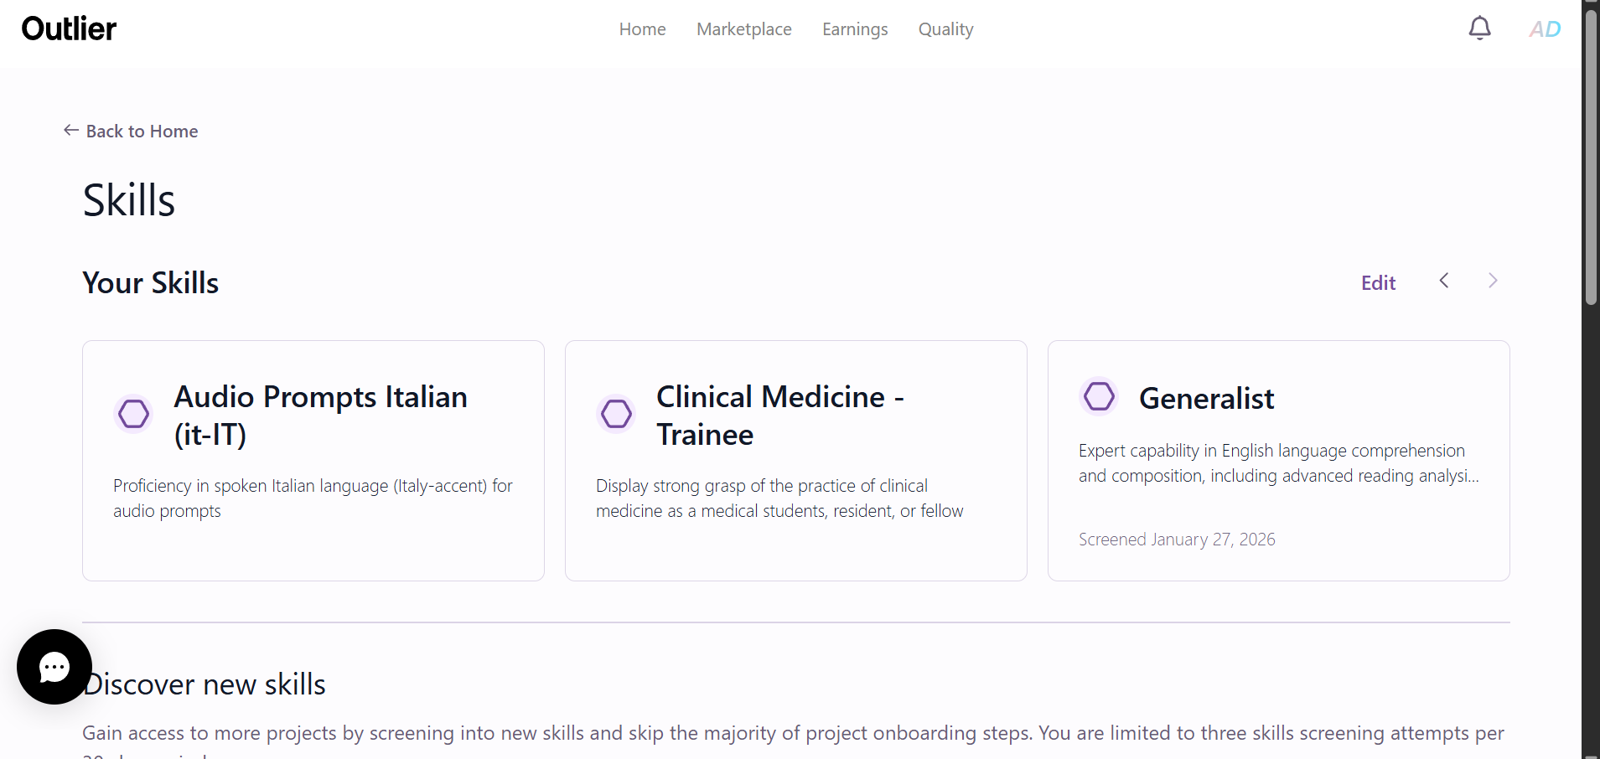 Outlier
Home Marketplace Earnings Quality
AD
Back to Home
Skills
Your Skills
Edit
Audio Prompts Italian
(it-IT)
Proficiency in spoken Italian language (Italy-accent) for
audio prompts
Clinical Medicine -
Trainee
Display strong grasp of the practice of clinical
medicine as a medical students, resident, or fellow
Generalist
Expert capability in English language comprehension
and composition, including advanced reading analysi...
Screened January 27, 2026
Discover new skills
Gain access to more projects by screening into new skills and skip the majority of project onboarding steps. You are limited to three skills screening attempts per